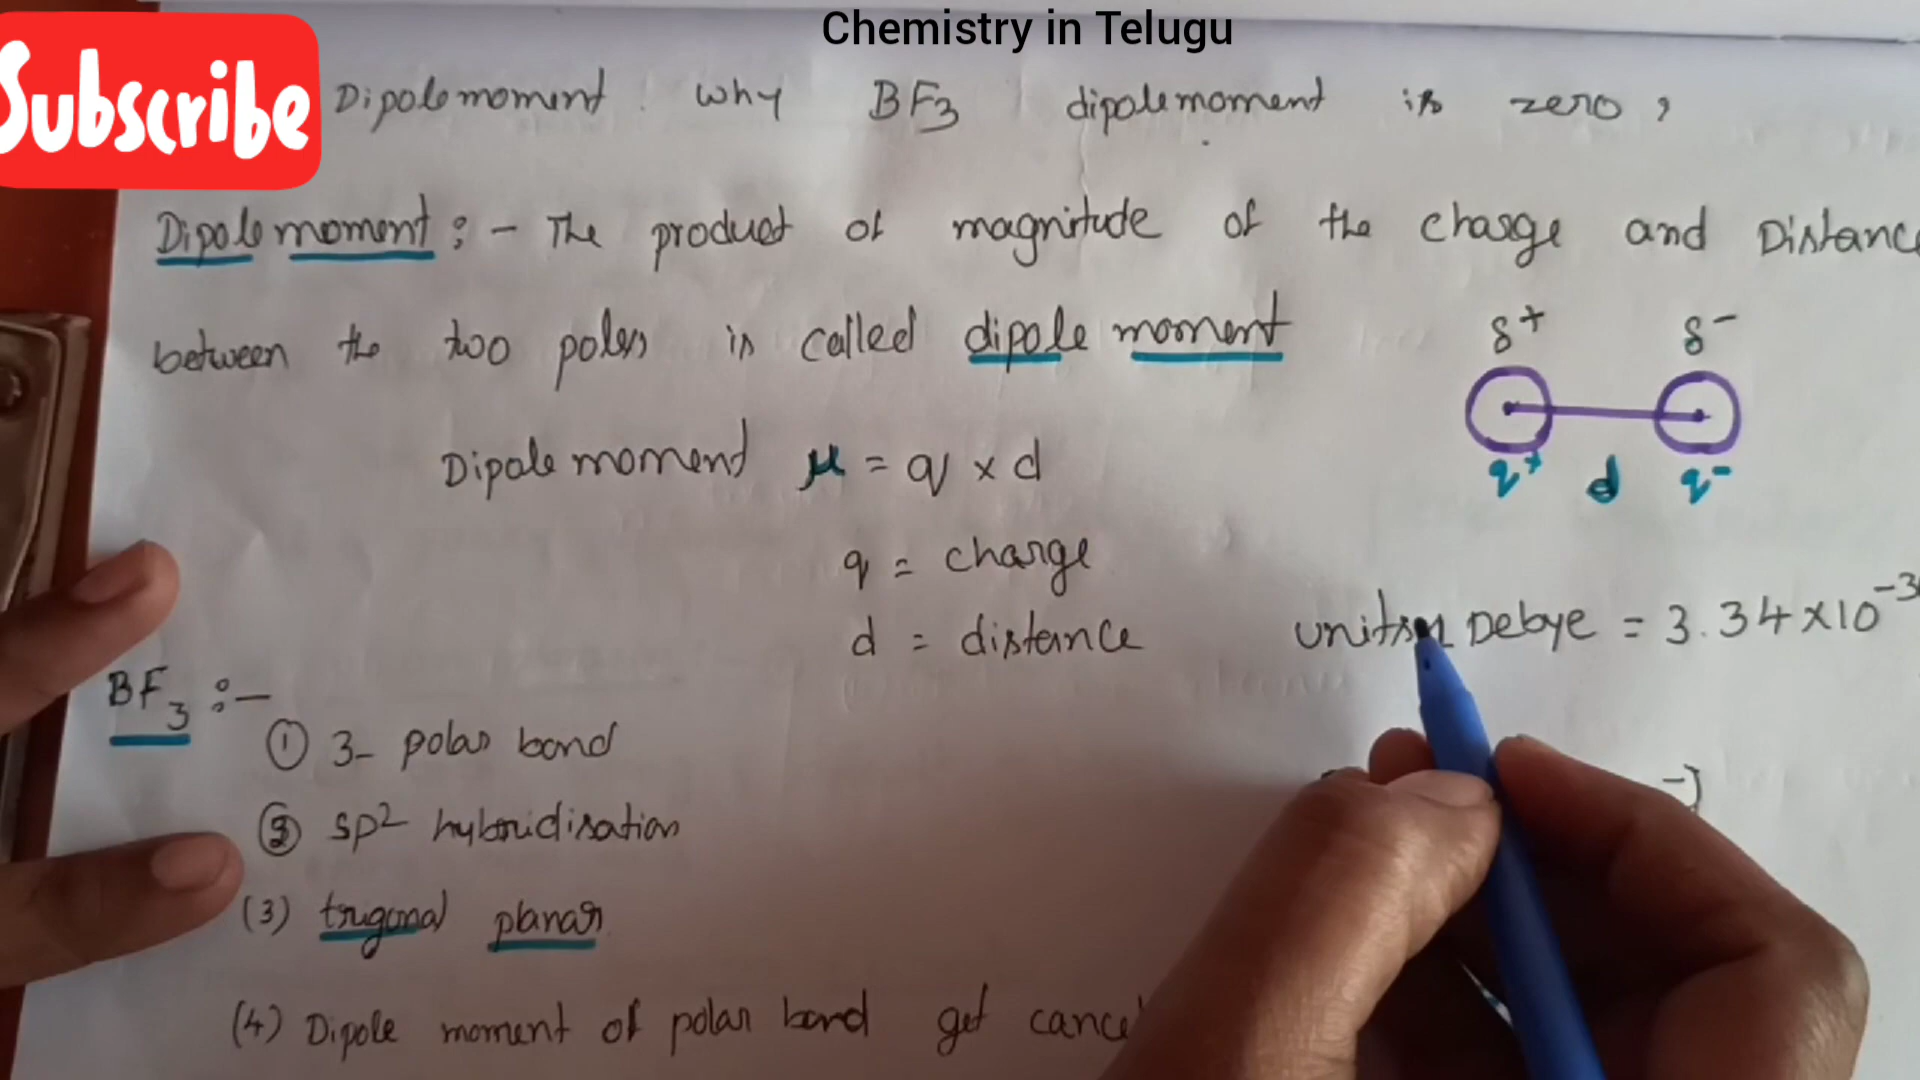 Chemistry in Telugu
Subscribe
Dipole moment : why BF3 dipole moment is zero ,
Dipole moment :- The product of magnitude of the charge and Distance
between the two poles is called dipole moment
δ+ δ-
Dipole moment μ = q x d
q+ d q-
q = charge
d = distance
units Debye = 3.34 x 10-3
BF3 :-
① 3- polar bond
② sp2 hybridisation
(3) trigonal planar
(4) Dipole moment of polar bond get cancel